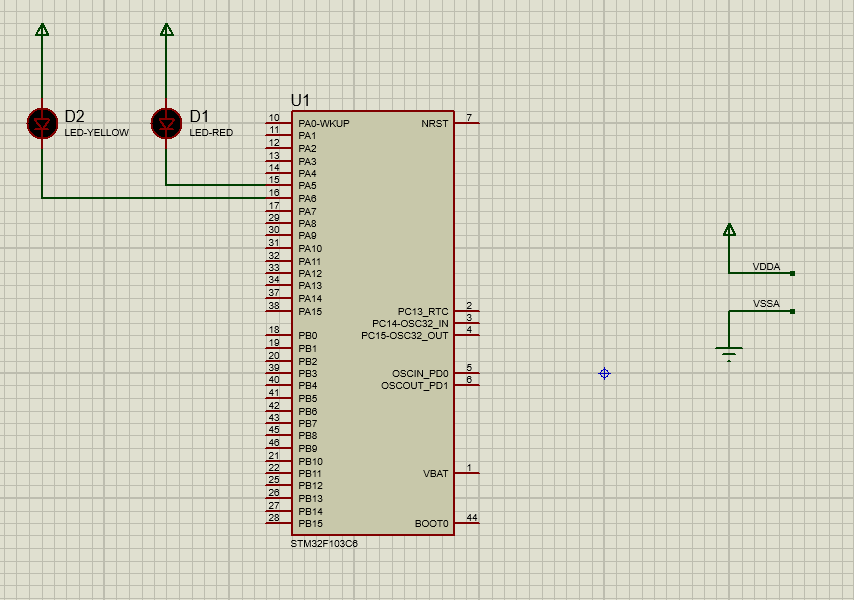 U1
D2
LED-YELLOW
D1
LED-RED
10 PA0-WKUP
11 PA1
12 PA2
13 PA3
14 PA4
15 PA5
16 PA6
17 PA7
29 PA8
30 PA9
31 PA10
32 PA11
33 PA12
34 PA13
37 PA14
38 PA15
18 PB0
19 PB1
20 PB2
39 PB3
40 PB4
41 PB5
42 PB6
43 PB7
45 PB8
46 PB9
21 PB10
22 PB11
25 PB12
26 PB13
27 PB14
28 PB15
NRST 7
PC13_RTC 2
PC14-OSC32_IN 3
PC15-OSC32_OUT 4
OSCIN_PD0 5
OSCOUT_PD1 6
VBAT 1
BOOT0 44
STM32F103C6
VDDA
VSSA